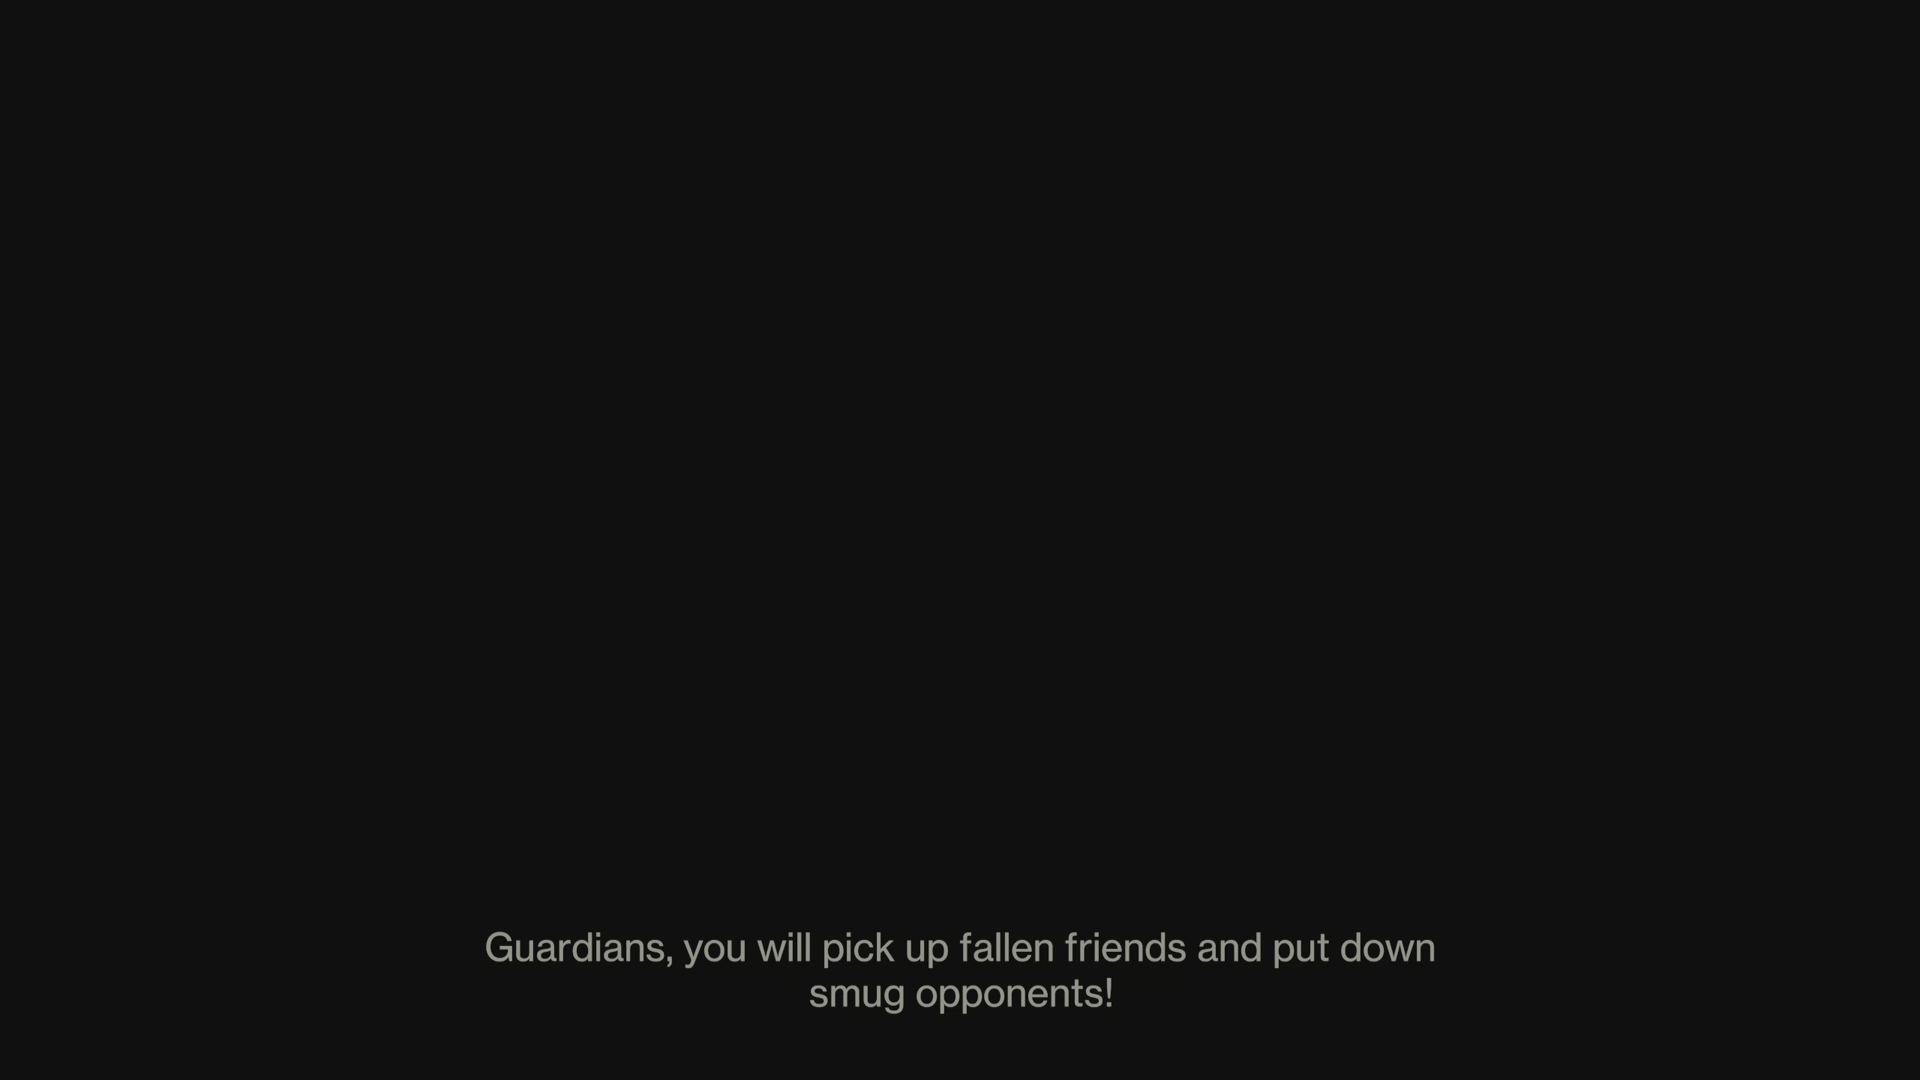 Guardians, you will pick up fallen friends and put down
smug opponents!